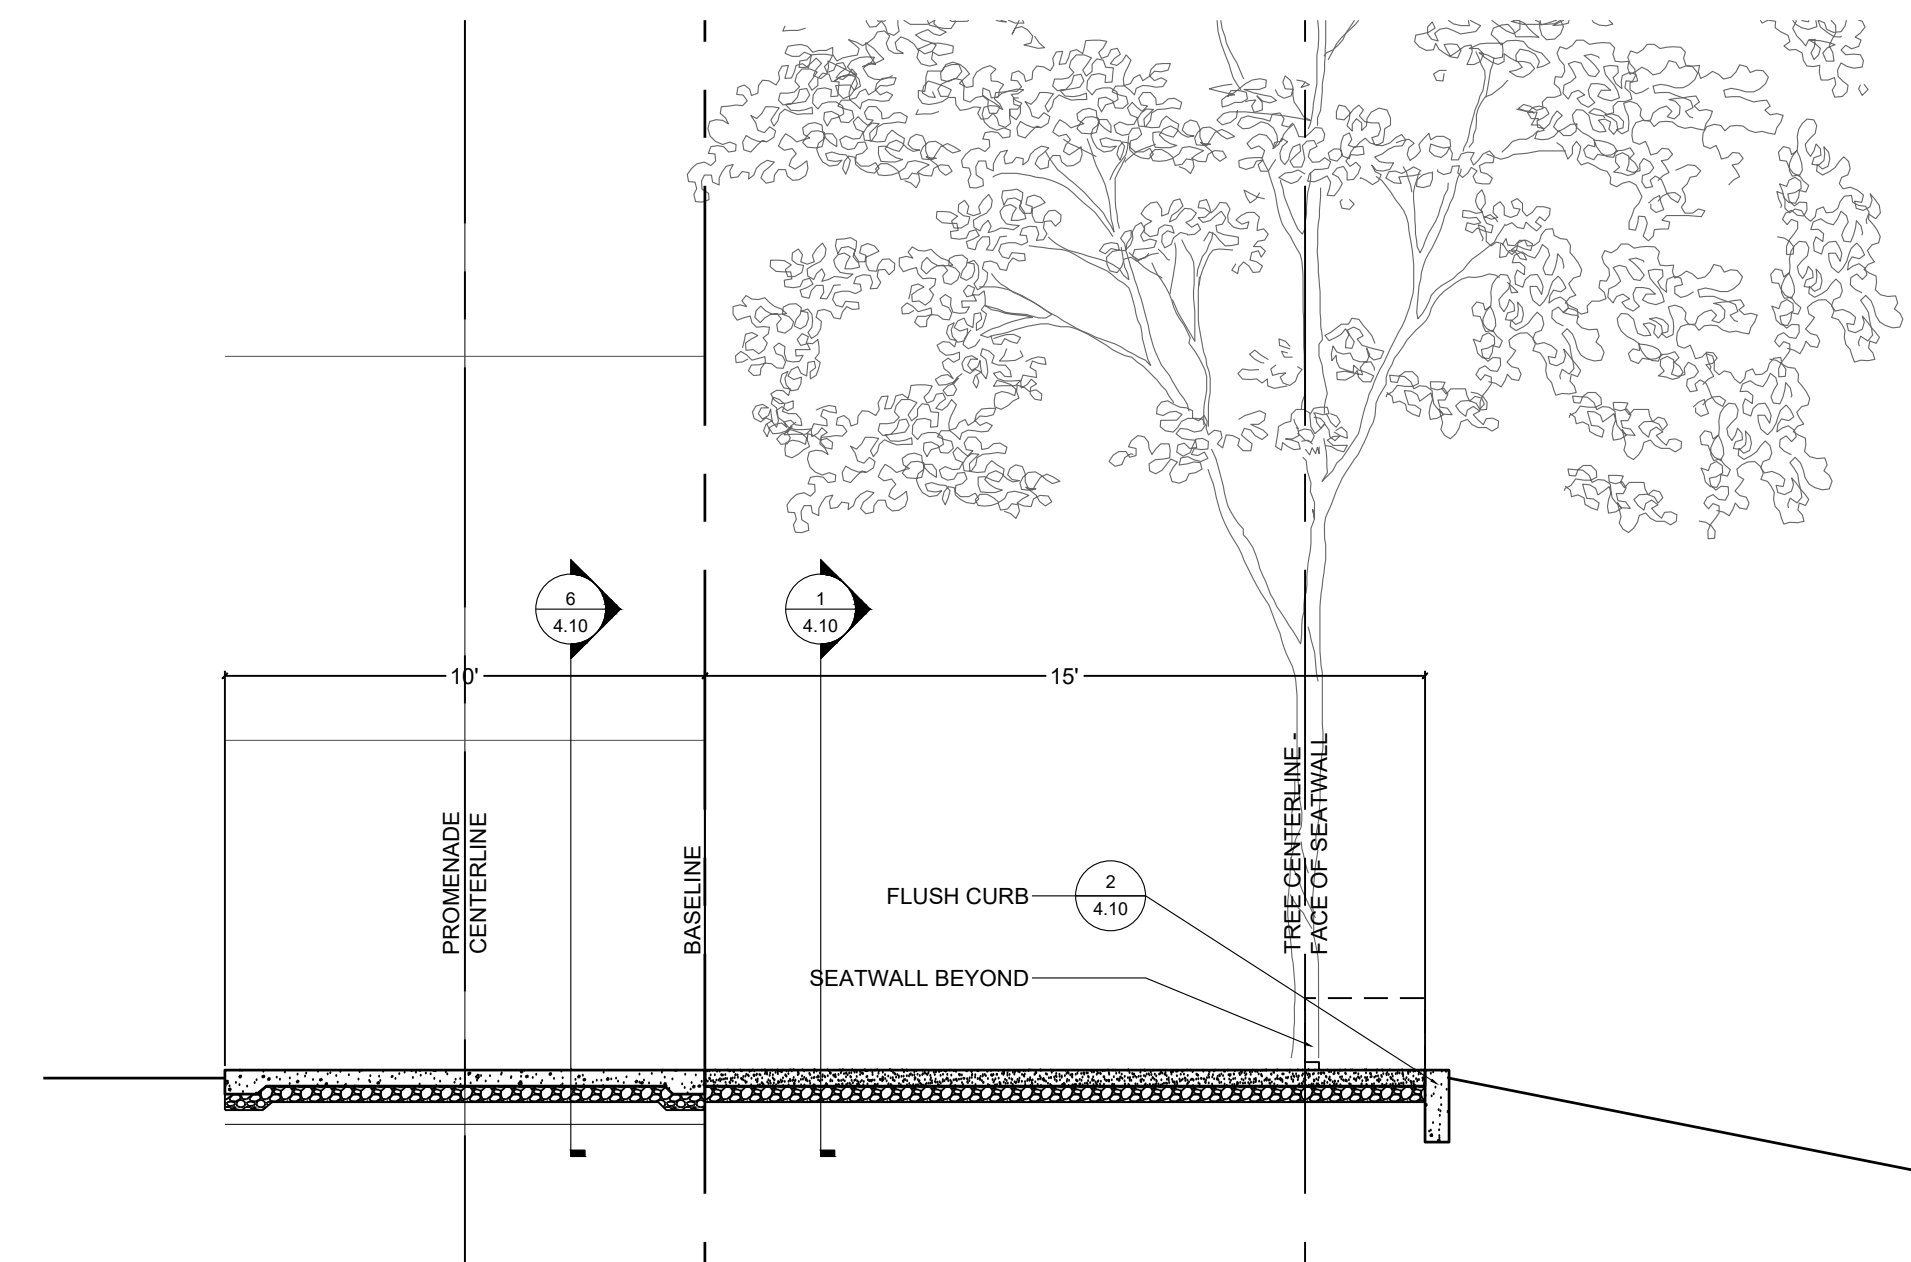 6
4.10
1
4.10
10'
15'
PROMENADE
CENTERLINE
BASELINE
TREE CENTERLINE -
FACE OF SEATWALL
FLUSH CURB
2
4.10
SEATWALL BEYOND